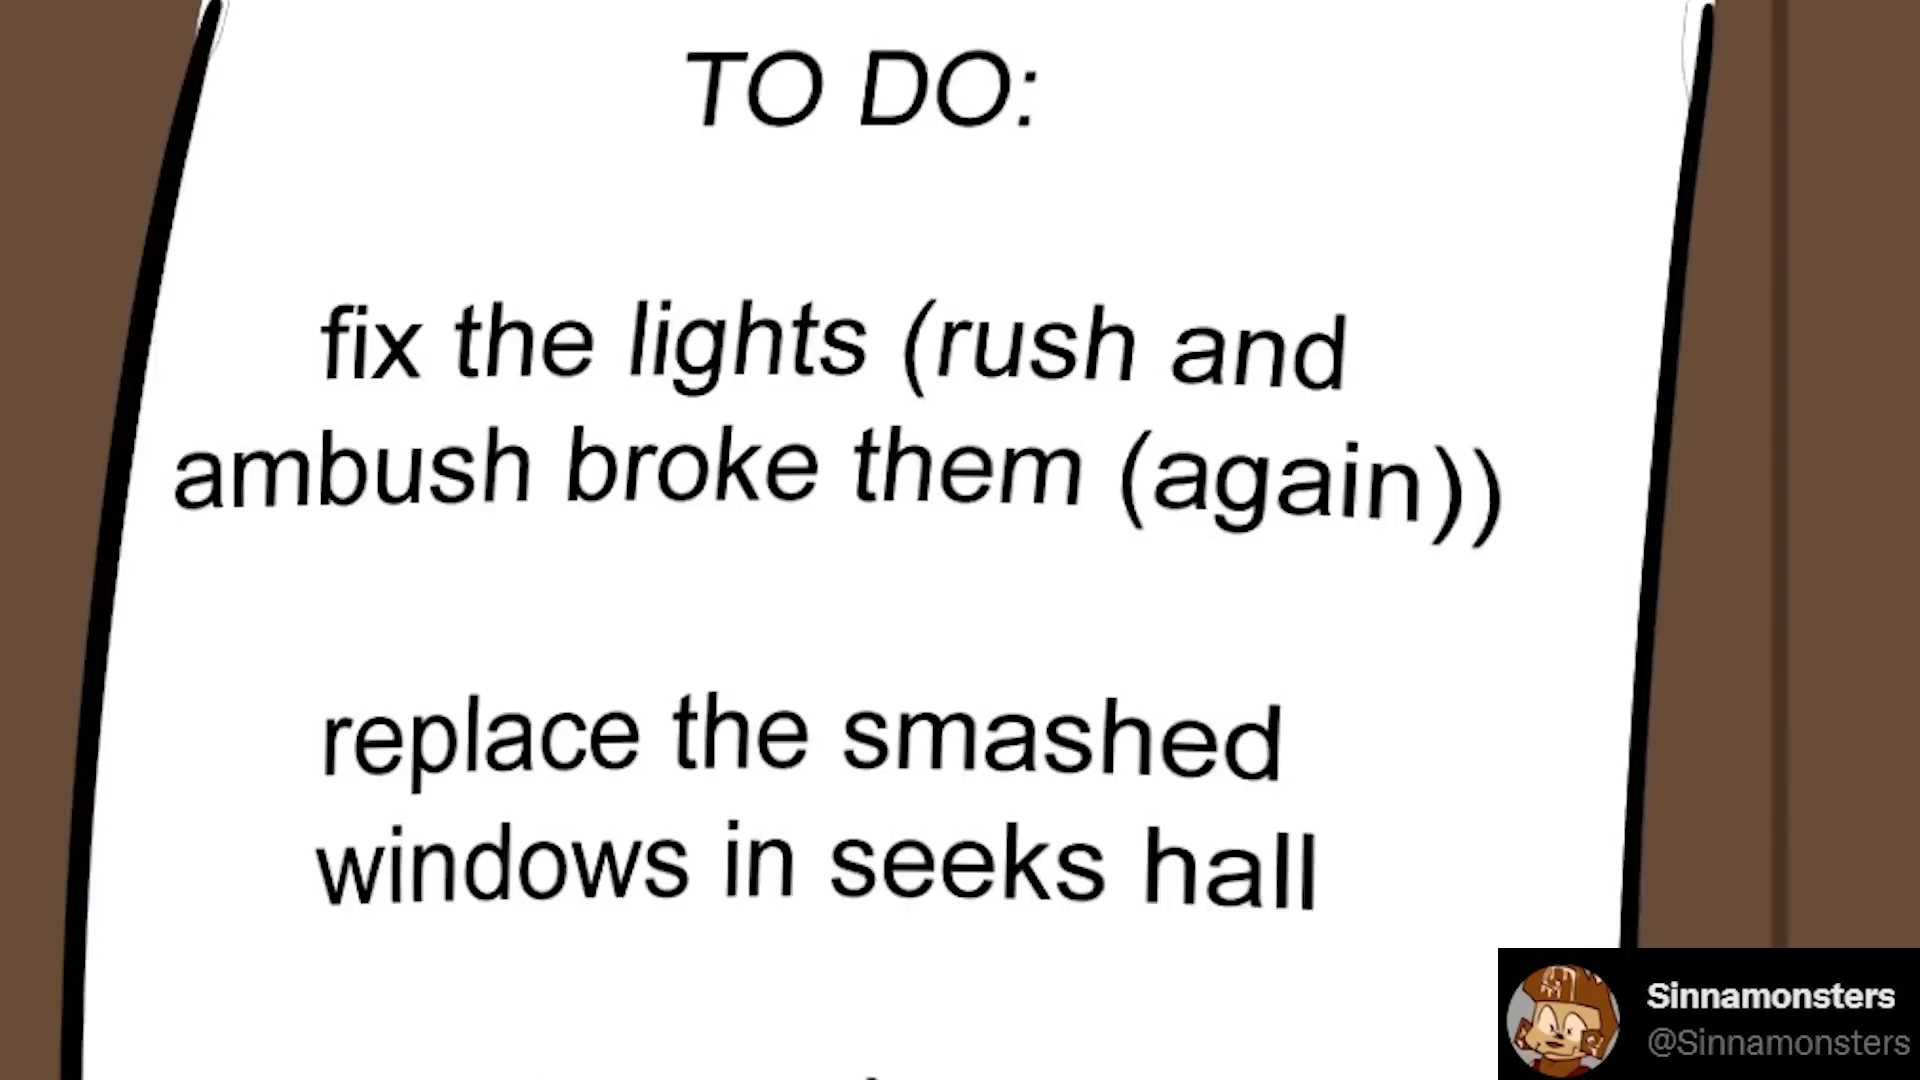 TO DO:
fix the lights (rush and
ambush broke them (again))
replace the smashed
windows in seeks hall
Sinnamonsters
@Sinnamonsters